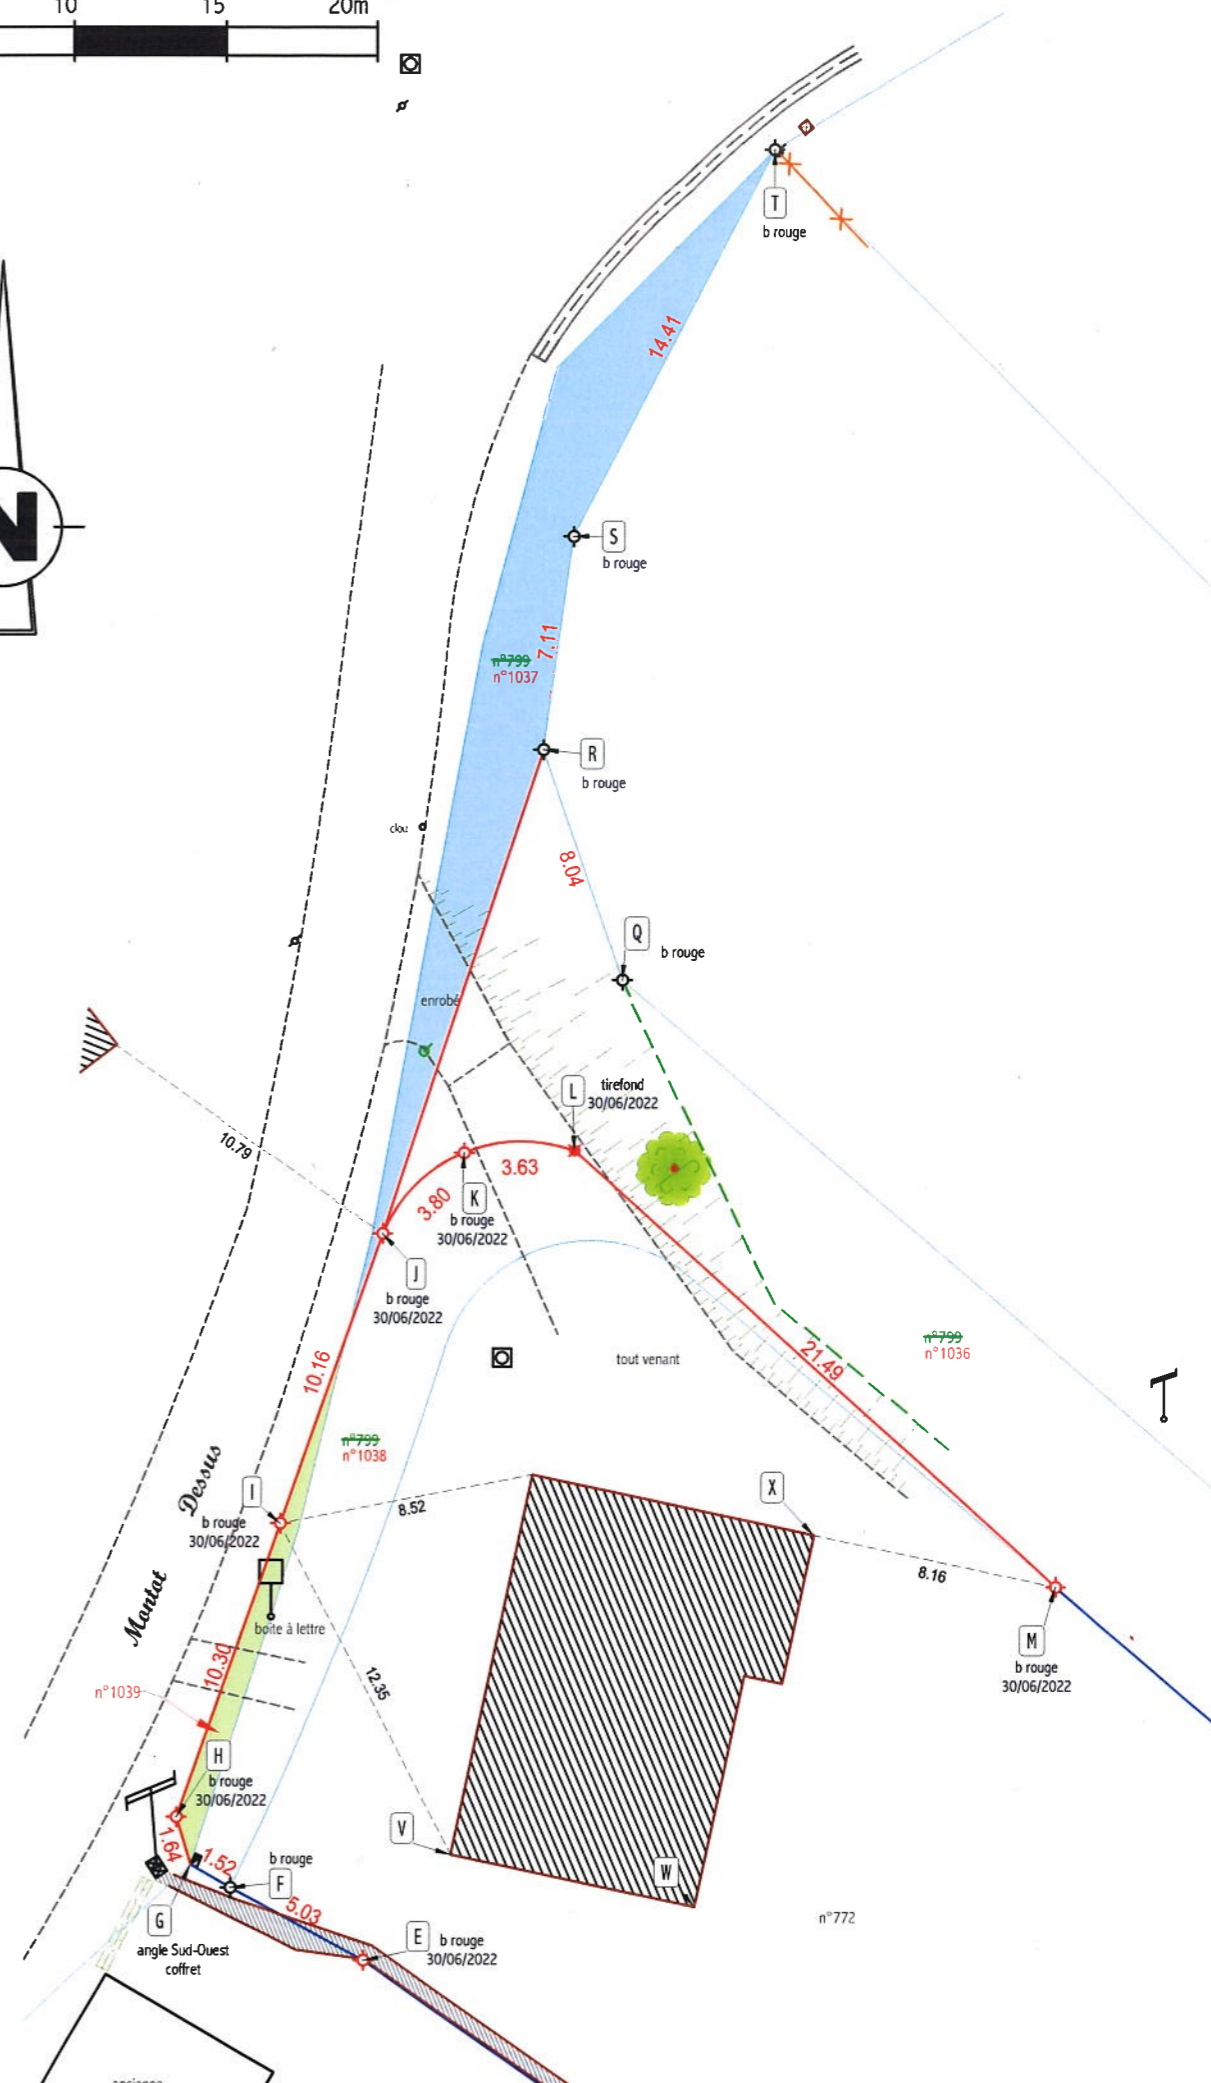 10 15 20m
T
b rouge
14.41
S
b rouge
7.11
n°799
n°1037
R
b rouge
clou
8.04
Q
b rouge
enrobé
L
tirefond
30/06/2022
10.79
3.63
3.80
K
b rouge
30/06/2022
J
b rouge
30/06/2022
n°799
n°1036
tout venant
21.49
10.16
n°799
n°1038
Dessus
I
b rouge
30/06/2022
8.52
X
8.16
Montot
boîte à lettre
10.30
12.35
M
b rouge
30/06/2022
n°1039
H
b rouge
30/06/2022
V
W
1.64
1.52
b rouge
F
5.03
G
angle Sud-Ouest
coffret
E
b rouge
30/06/2022
n°772
N